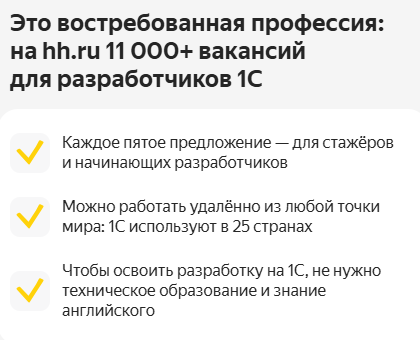 Это востребованная профессия:
на hh.ru 11 000+ вакансий
для разработчиков 1С
Каждое пятое предложение — для стажёров
и начинающих разработчиков
Можно работать удалённо из любой точки
мира: 1С используют в 25 странах
Чтобы освоить разработку на 1С, не нужно
техническое образование и знание
английского